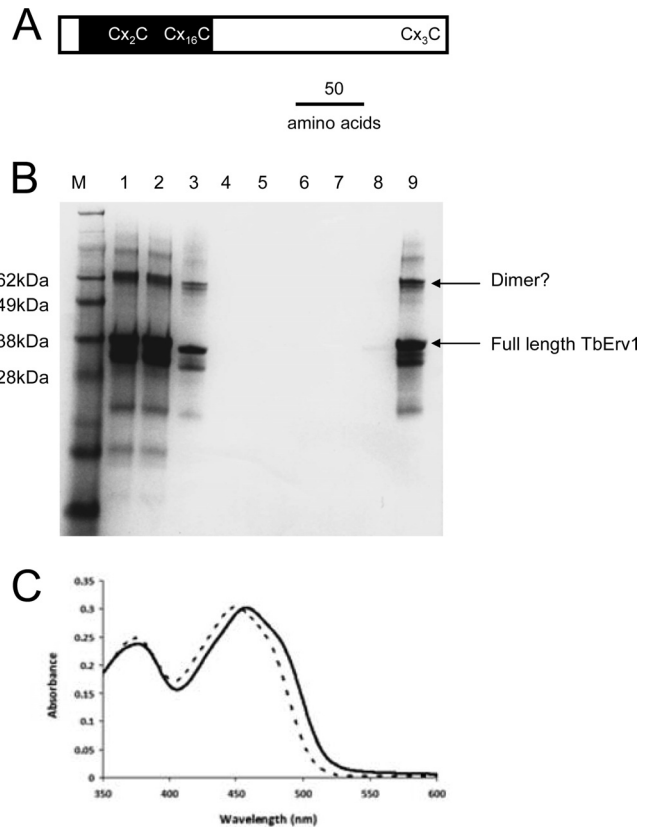 A
Cx2C Cx16C Cx3C
50
amino acids
B
M 1 2 3 4 5 6 7 8 9
62kDa
49kDa
38kDa
28kDa
Dimer?
Full length TbErv1
C
0.35
0.3
0.25
0.2
0.15
0.1
0.05
0
Absorbance
350 400 450 500 550 600
Wavelength (nm)